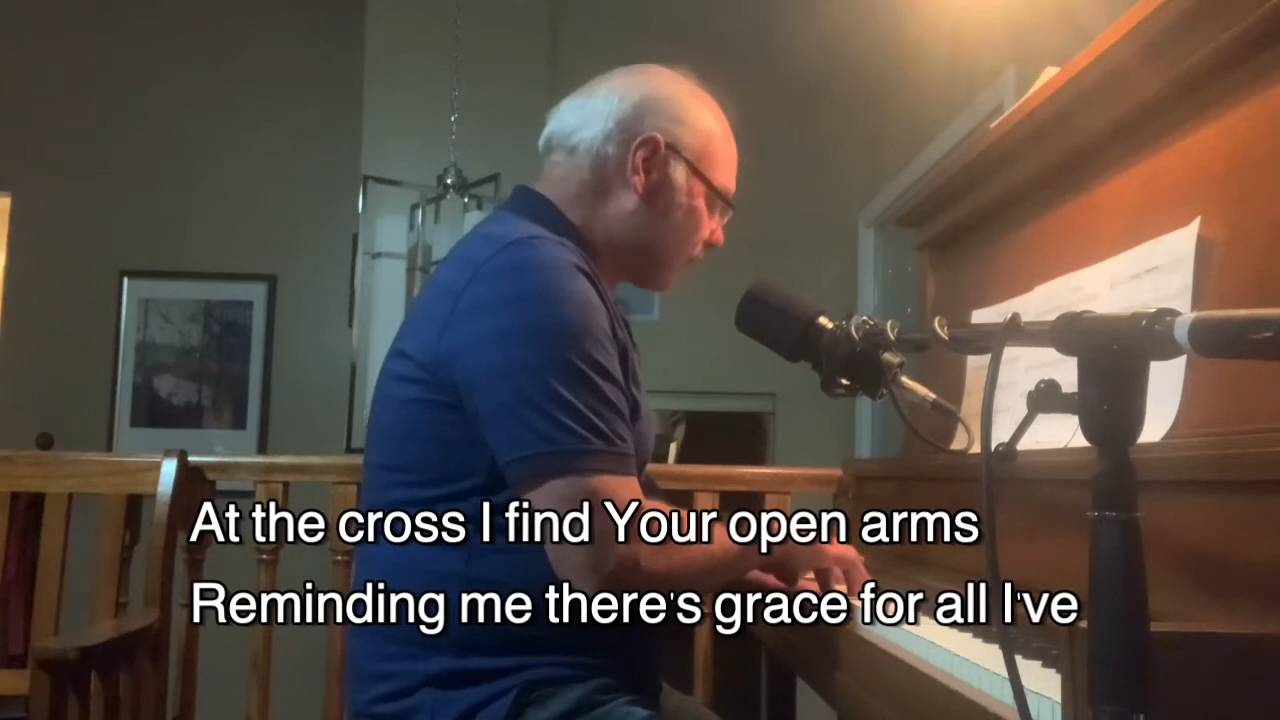 At the cross I find Your open arms
Reminding me there's grace for all I've